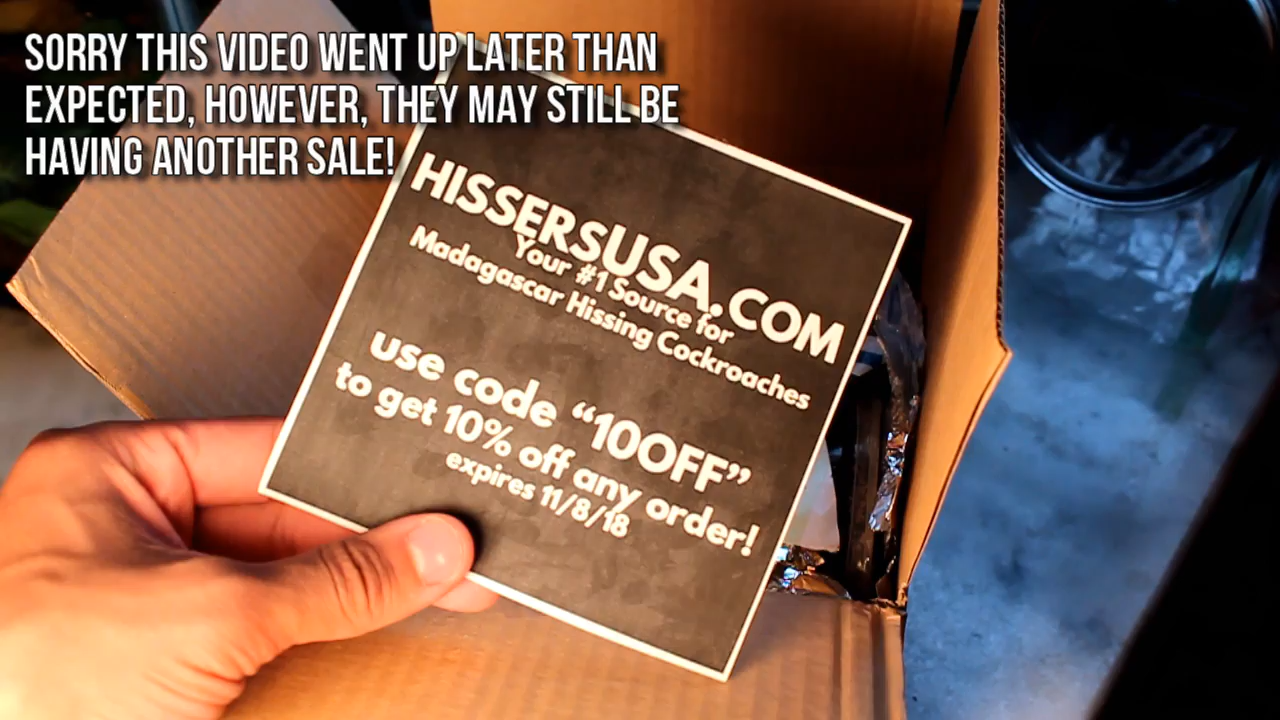 SORRY THIS VIDEO WENT UP LATER THAN
EXPECTED, HOWEVER, THEY MAY STILL BE
HAVING ANOTHER SALE!
HISSERSUSA.COM
Your #1 Source for
Madagascar Hissing Cockroaches
use code “10OFF”
to get 10% off any order!
expires 11/8/18